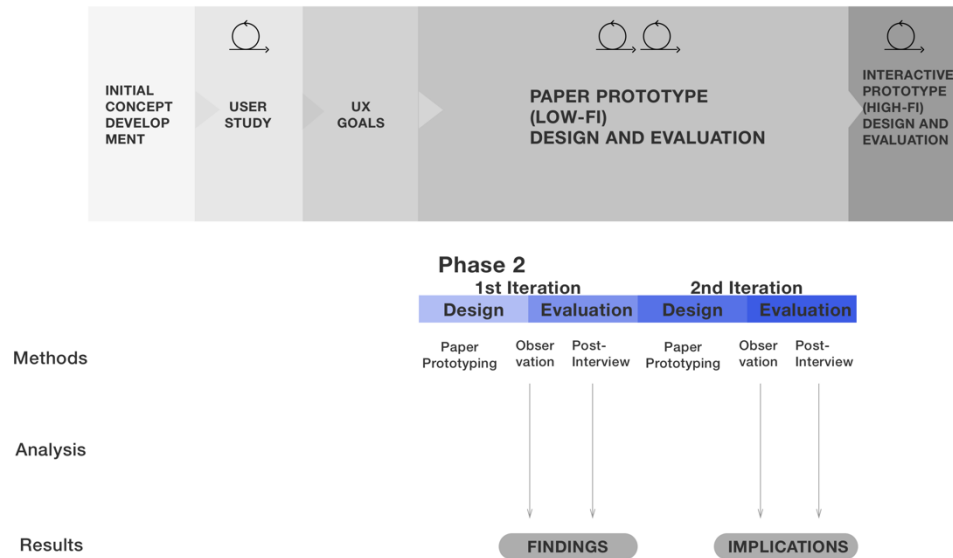 INITIAL
CONCEPT
DEVELOP
MENT
USER
STUDY
UX
GOALS
PAPER PROTOTYPE
(LOW-FI)
DESIGN AND EVALUATION
INTERACTIVE
PROTOTYPE
(HIGH-FI)
DESIGN AND
EVALUATION
Phase 2
1st Iteration
2nd Iteration
Design
Evaluation
Design
Evaluation
Methods
Paper
Prototyping
Obser
vation
Post-
Interview
Paper
Prototyping
Obser
vation
Post-
Interview
Analysis
Results
FINDINGS
IMPLICATIONS